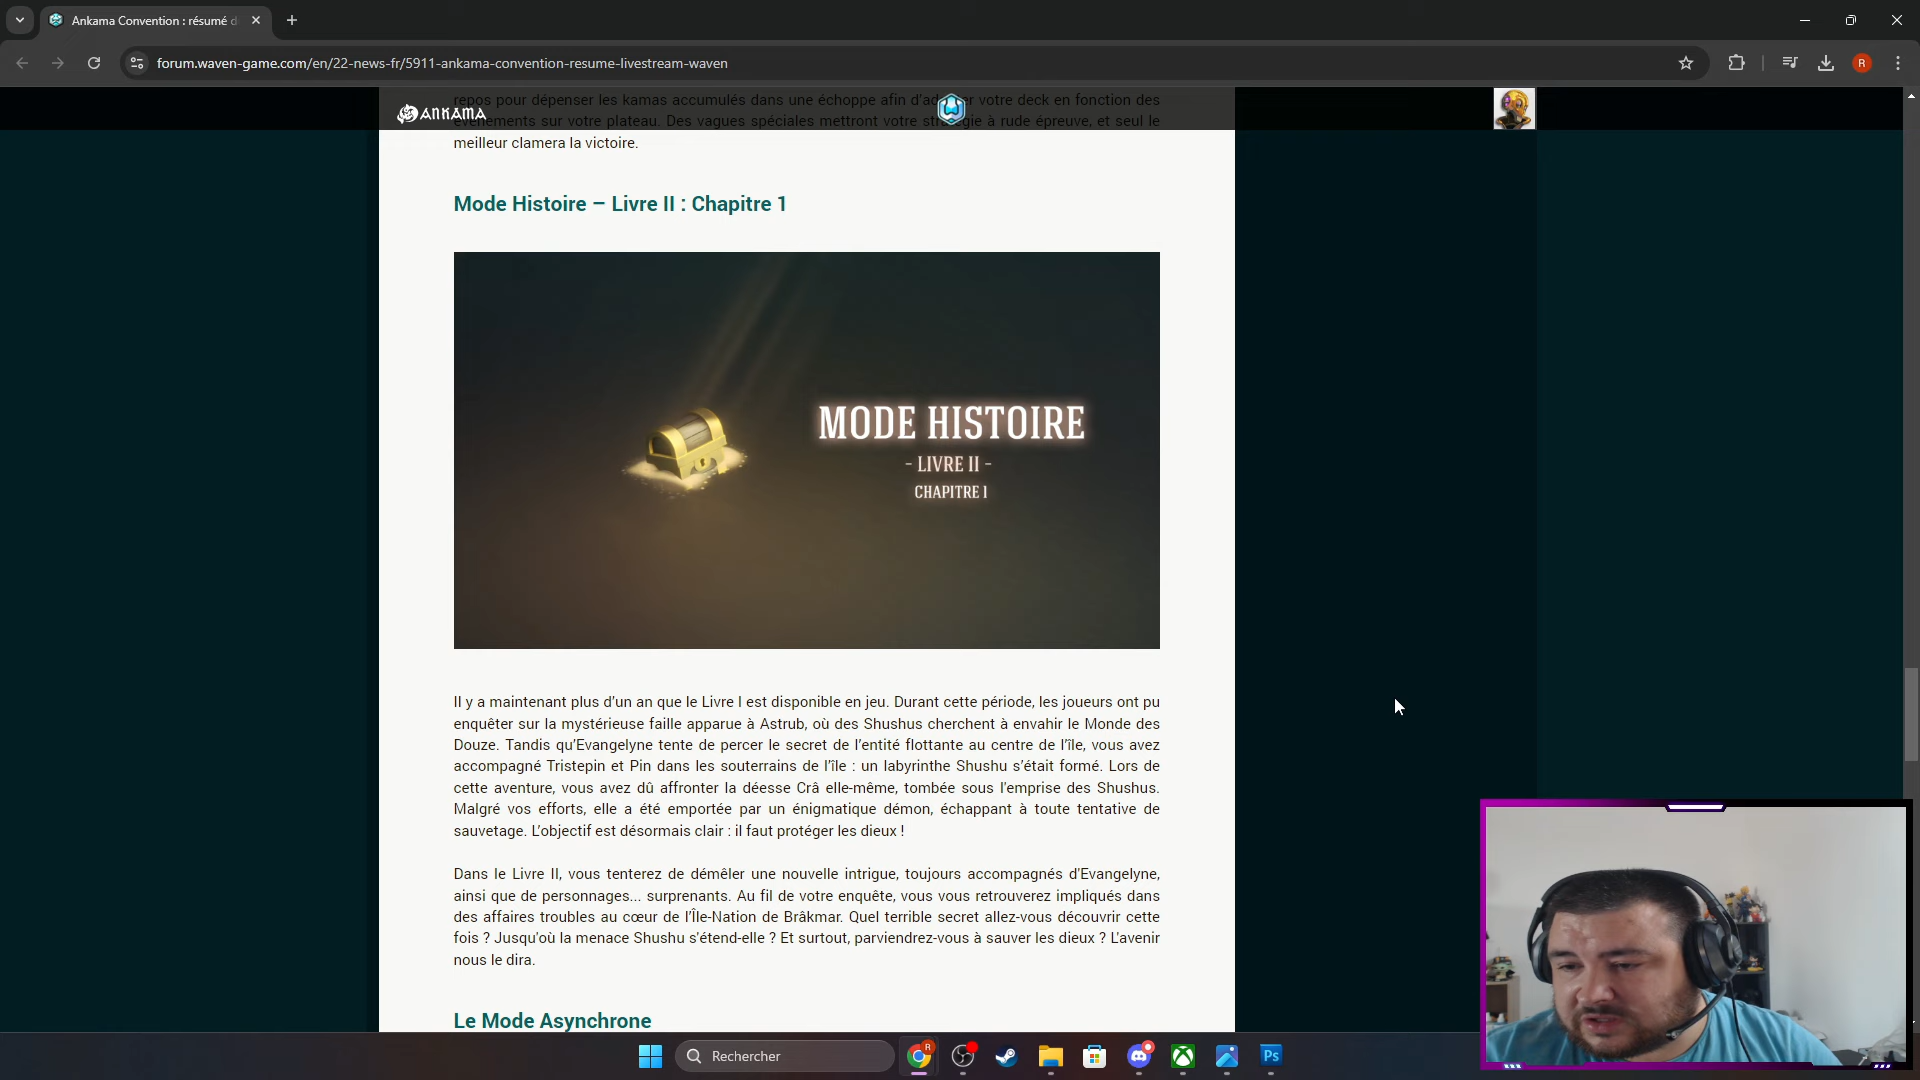 Ankama Convention : résumé d
forum.waven-game.com/en/22-news-fr/5911-ankama-convention-resume-livestream-waven
R
ANKAMA
repos pour dépenser les kamas accumulés dans une échoppe afin d'adapter votre deck en fonction des
événements sur votre plateau. Des vagues spéciales mettront votre stratégie à rude épreuve, et seul le
meilleur clamera la victoire.
Mode Histoire – Livre II : Chapitre 1
MODE HISTOIRE
- LIVRE II -
CHAPITRE 1
Il y a maintenant plus d'un an que le Livre I est disponible en jeu. Durant cette période, les joueurs ont pu
enquêter sur la mystérieuse faille apparue à Astrub, où des Shushus cherchent à envahir le Monde des
Douze. Tandis qu'Evangelyne tente de percer le secret de l'entité flottante au centre de l'île, vous avez
accompagné Tristepin et Pin dans les souterrains de l'île : un labyrinthe Shushu s'était formé. Lors de
cette aventure, vous avez dû affronter la déesse Crâ elle-même, tombée sous l'emprise des Shushus.
Malgré vos efforts, elle a été emportée par un énigmatique démon, échappant à toute tentative de
sauvetage. L'objectif est désormais clair : il faut protéger les dieux !
Dans le Livre II, vous tenterez de démêler une nouvelle intrigue, toujours accompagnés d'Evangelyne,
ainsi que de personnages... surprenants. Au fil de votre enquête, vous vous retrouverez impliqués dans
des affaires troubles au cœur de l'Île-Nation de Brâkmar. Quel terrible secret allez-vous découvrir cette
fois ? Jusqu'où la menace Shushu s'étend-elle ? Et surtout, parviendrez-vous à sauver les dieux ? L'avenir
nous le dira.
Le Mode Asynchrone
Rechercher
R
Ps